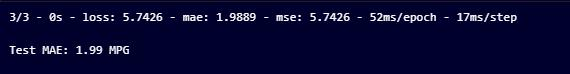 3/3 - 0s - loss: 5.7426 - mae: 1.9889 - mse: 5.7426 - 52ms/epoch - 17ms/step
Test MAE: 1.99 MPG